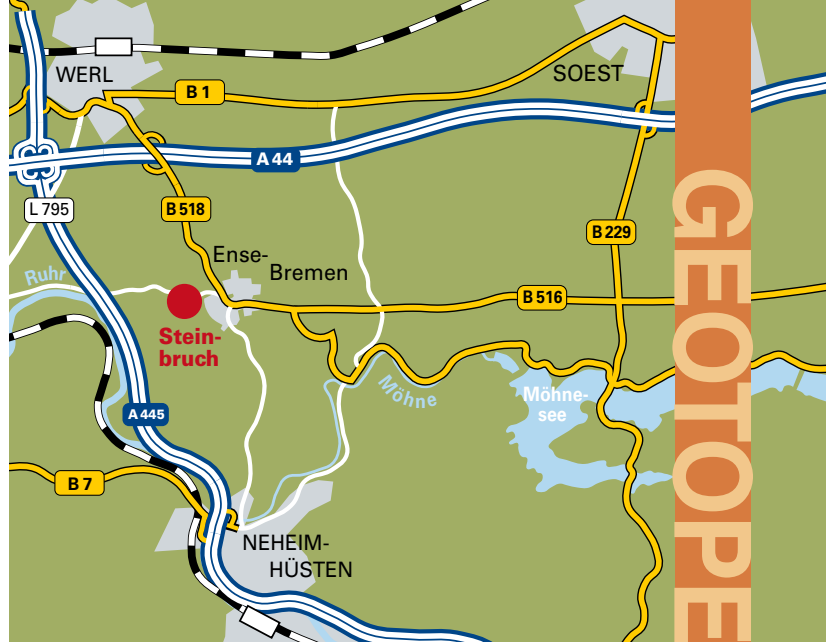 WERL
SOEST
B 1
A 44
L 795
B 518
B 229
Ense-
Bremen
Ruhr
B 516
Stein-
bruch
Möhne
Möhne-
see
A 445
B 7
NEHEIM-
HÜSTEN
GEOTOPE